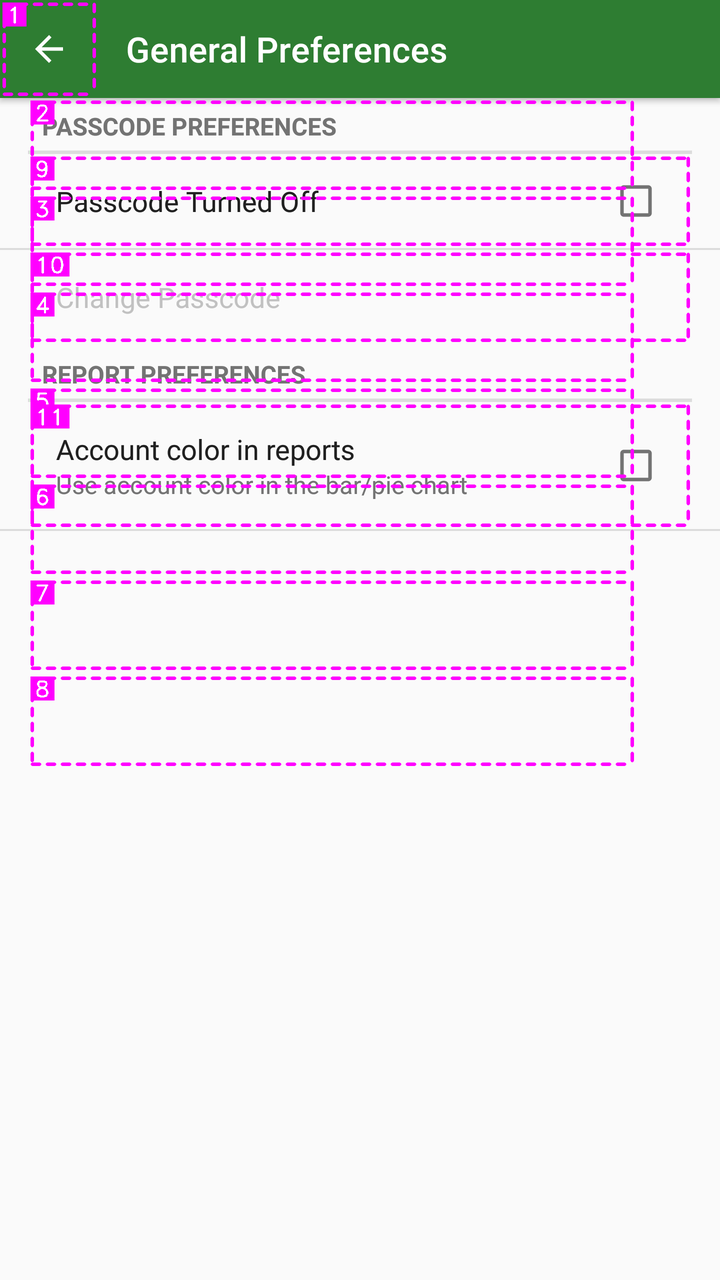 1
General Preferences
2
PASSCODE PREFERENCES
9
3
Passcode Turned Off
10
4
Change Passcode
REPORT PREFERENCES
5
11
Account color in reports
6
Use account color in the bar/pie chart
7
8